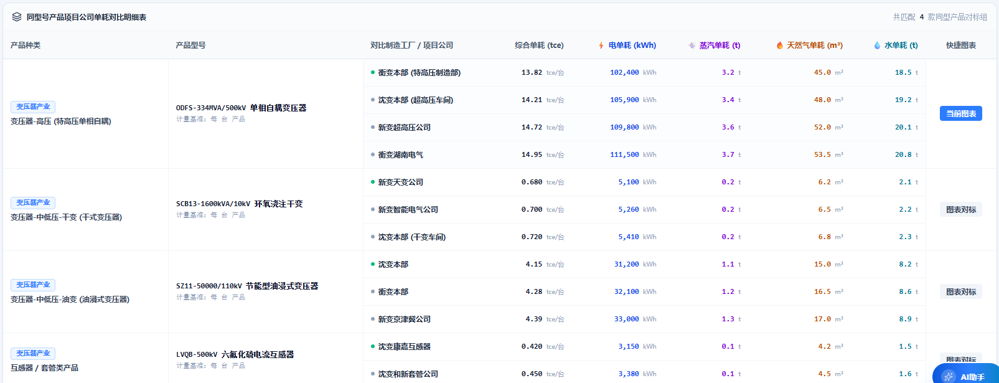 同型号产品项目公司单耗对比明细表 共匹配 4 款同型产品对标组
产品种类 产品型号 对比制造工厂 / 项目公司 综合单耗 (tce) 电单耗 (kWh) 蒸汽单耗 (t) 天然气单耗 (m³) 水单耗 (t) 快捷图表
变压器产业
变压器-高压 (特高压单相自耦)
ODFS-334MVA/500kV 单相自耦变压器
计量基准: 每 台 产品
衡变本部 (特高压制造部) 13.82 tce/台 102,400 kWh 3.2 t 45.0 m³ 18.5 t
沈变本部 (超高压车间) 14.21 tce/台 105,900 kWh 3.4 t 48.0 m³ 19.2 t
新变超高压公司 14.72 tce/台 109,800 kWh 3.6 t 52.0 m³ 20.1 t
衡变湖南电气 14.95 tce/台 111,500 kWh 3.7 t 53.5 m³ 20.8 t
当前图表
变压器产业
变压器-中低压-干变 (干式变压器)
SCB13-1600kVA/10kV 环氧浇注干变
计量基准: 每 台 产品
新变天变公司 0.680 tce/台 5,100 kWh 0.2 t 6.2 m³ 2.1 t
新变智能电气公司 0.700 tce/台 5,260 kWh 0.2 t 6.5 m³ 2.2 t
沈变本部 (干变车间) 0.720 tce/台 5,410 kWh 0.2 t 6.8 m³ 2.3 t
图表对标
变压器产业
变压器-中低压-油变 (油浸式变压器)
SZ11-50000/110kV 节能型油浸式变压器
计量基准: 每 台 产品
沈变本部 4.15 tce/台 31,200 kWh 1.1 t 15.0 m³ 8.2 t
衡变本部 4.28 tce/台 32,100 kWh 1.2 t 16.5 m³ 8.6 t
新变京津冀公司 4.39 tce/台 33,000 kWh 1.3 t 17.0 m³ 8.9 t
图表对标
变压器产业
互感器 / 套管类产品
LVQB-500kV 六氟化硫电流互感器
计量基准: 每 台 产品
沈变康嘉互感器 0.420 tce/台 3,150 kWh 0.1 t 4.2 m³ 1.5 t
沈变和新套管公司 0.450 tce/台 3,380 kWh 0.1 t 4.5 m³ 1.6 t
图表对标
AI助手